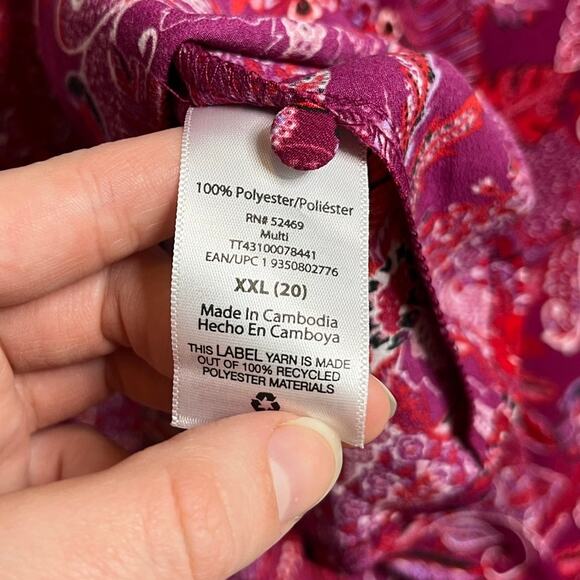 100% Polyester/Poliéster
RN# 52469
Multi
TT43100078441
EAN/UPC 1 9350802776
XXL (20)
Made In Cambodia
Hecho En Camboya
THIS LABEL YARN IS MADE
OUT OF 100% RECYCLED
POLYESTER MATERIALS